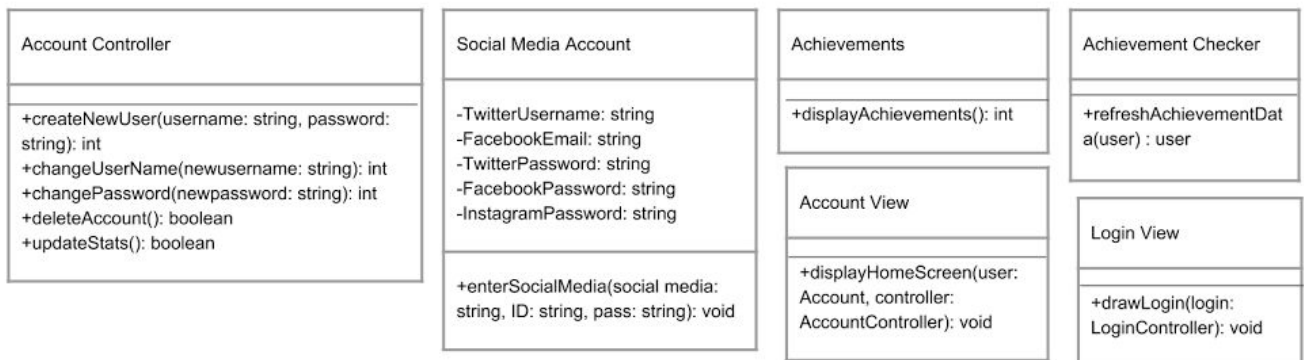 Account Controller
+createNewUser(username: string, password:
string): int
+changeUserName(newusername: string): int
+changePassword(newpassword: string): int
+deleteAccount(): boolean
+updateStats(): boolean
Social Media Account
-TwitterUsername: string
-FacebookEmail: string
-TwitterPassword: string
-FacebookPassword: string
-InstagramPassword: string
+enterSocialMedia(social media:
string, ID: string, pass: string): void
Achievements
+displayAchievements(): int
Achievement Checker
+refreshAchievementDat
a(user) : user
Account View
+displayHomeScreen(user:
Account, controller:
AccountController): void
Login View
+drawLogin(login:
LoginController): void